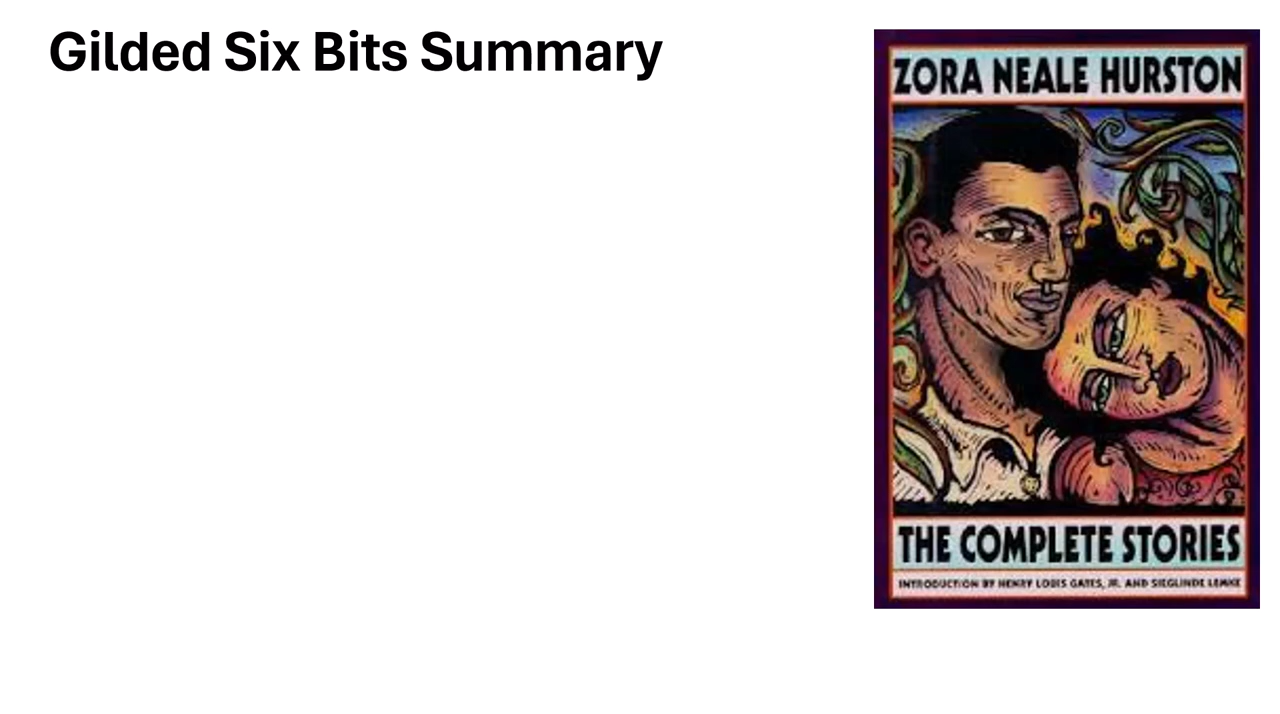 Gilded Six Bits Summary
ZORA NEALE HURSTON
THE COMPLETE STORIES
INTRODUCTION BY HENRY LOUIS GATES, JR. AND SIEGLINDE LEMKE